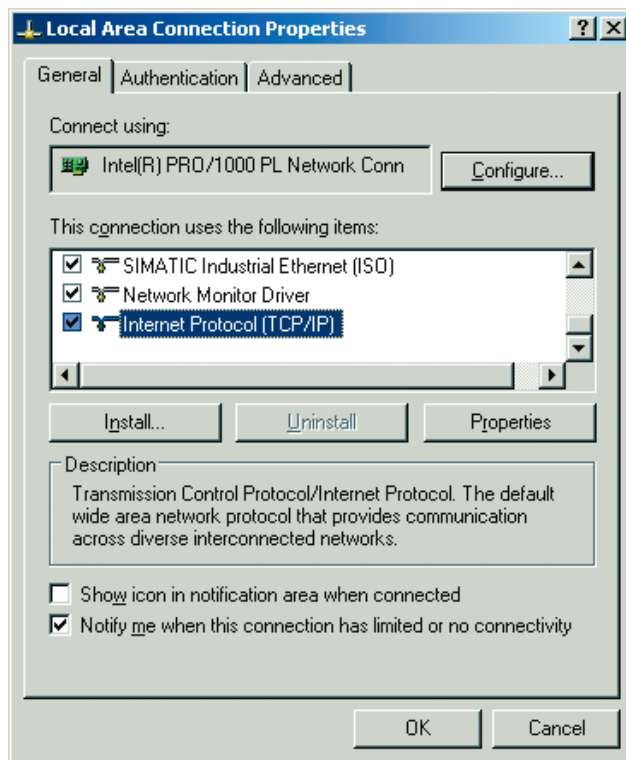 Local Area Connection Properties
General Authentication Advanced
Connect using:
Intel(R) PRO/1000 PL Network Conn Configure...
This connection uses the following items:
SIMATIC Industrial Ethernet (ISO)
Network Monitor Driver
Internet Protocol (TCP/IP)
Install... Uninstall Properties
Description
Transmission Control Protocol/Internet Protocol. The default
wide area network protocol that provides communication
across diverse interconnected networks.
Show icon in notification area when connected
Notify me when this connection has limited or no connectivity
OK Cancel